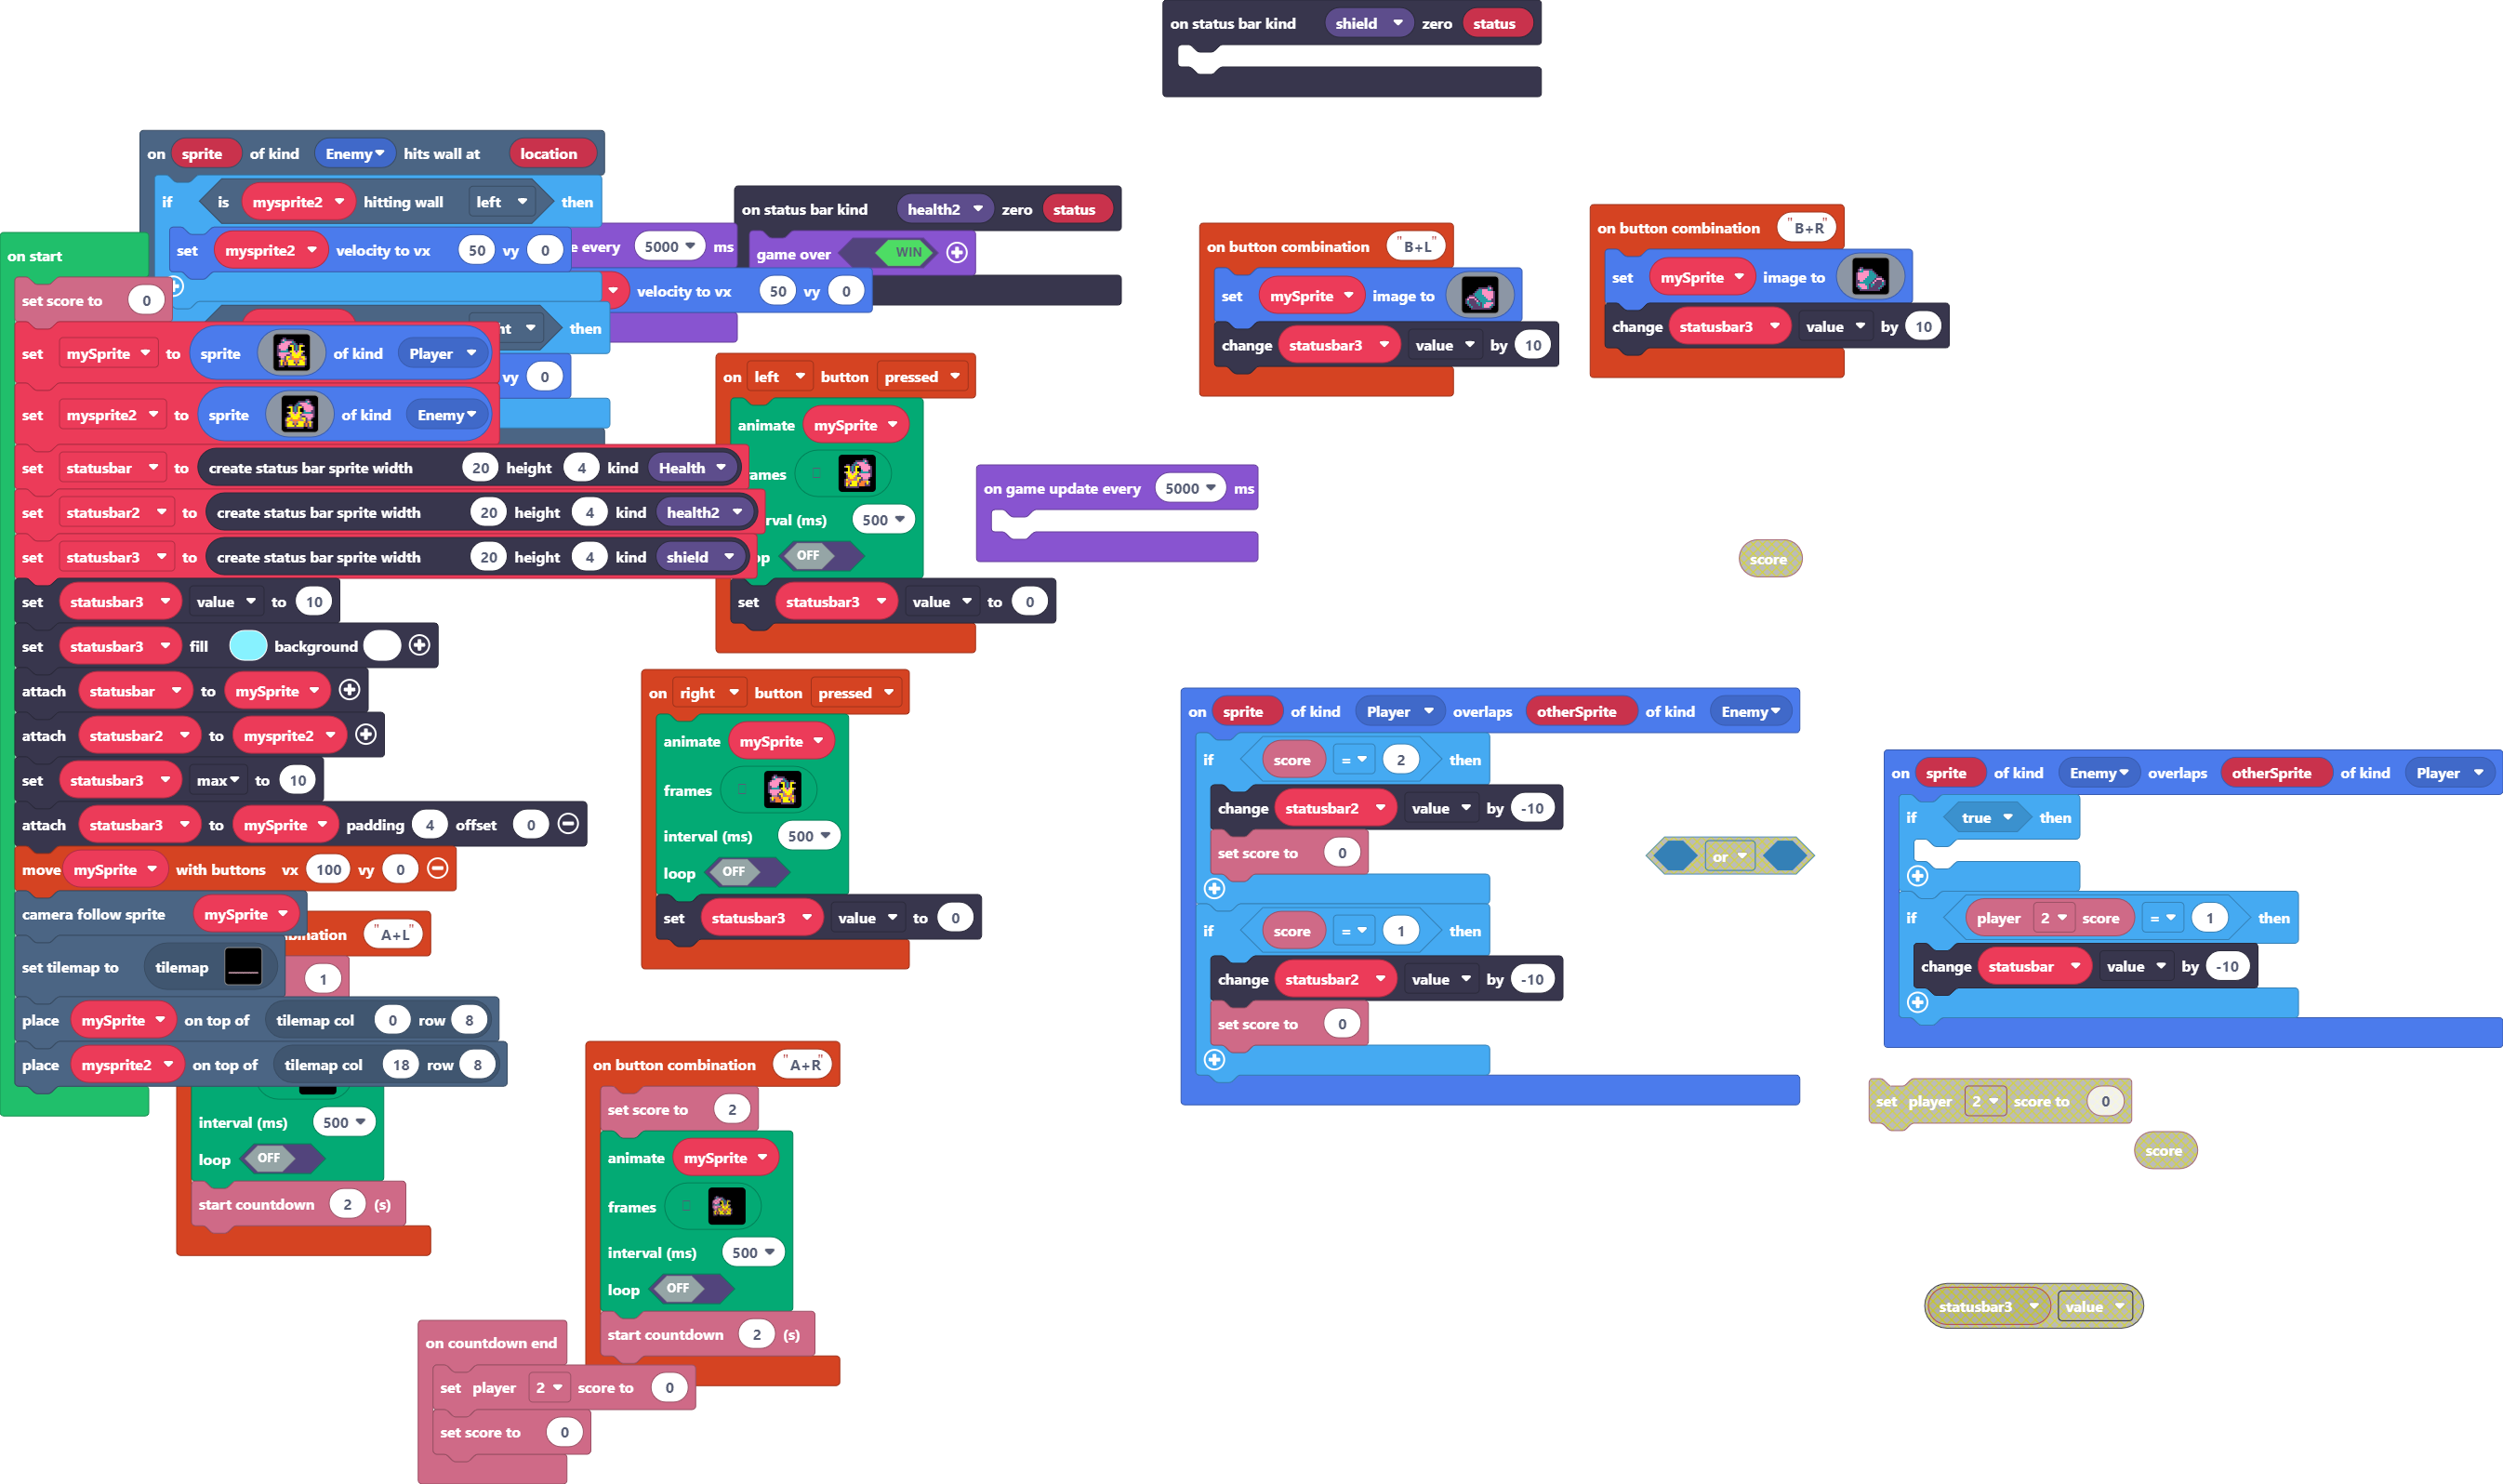 on status bar kind shield zero status
on sprite of kind Enemy hits wall at location
if is mysprite2 hitting wall left then
set mysprite2 velocity to vx 50 vy 0
then
vy 0
every 5000 ms
velocity to vx 50 vy 0
on status bar kind health2 zero status
game over WIN
on button combination "B+L"
set mySprite image to
change statusbar3 value by 10
on button combination "B+R"
set mySprite image to
change statusbar3 value by 10
on start
set score to 0
set mySprite to sprite of kind Player
set mysprite2 to sprite of kind Enemy
set statusbar to create status bar sprite width 20 height 4 kind Health
set statusbar2 to create status bar sprite width 20 height 4 kind health2
set statusbar3 to create status bar sprite width 20 height 4 kind shield
set statusbar3 value to 10
set statusbar3 fill background
attach statusbar to mySprite
attach statusbar2 to mysprite2
set statusbar3 max to 10
attach statusbar3 to mySprite padding 4 offset 0
move mySprite with buttons vx 100 vy 0
camera follow sprite mySprite
set tilemap to tilemap
place mySprite on top of tilemap col 0 row 8
place mysprite2 on top of tilemap col 18 row 8
on left button pressed
animate mySprite
500
OFF
set statusbar3 value to 0
on game update every 5000 ms
score
on right button pressed
animate mySprite
frames
interval (ms) 500
loop OFF
set statusbar3 value to 0
"A+L"
1
interval (ms) 500
loop OFF
start countdown 2 (s)
on button combination "A+R"
set score to 2
animate mySprite
frames
interval (ms) 500
loop OFF
start countdown 2 (s)
on countdown end
set player 2 score to 0
set score to 0
on sprite of kind Player overlaps otherSprite of kind Enemy
if score = 2 then
change statusbar2 value by -10
set score to 0
if score = 1 then
change statusbar2 value by -10
set score to 0
or
on sprite of kind Enemy overlaps otherSprite of kind Player
if true then
if player 2 score = 1 then
change statusbar value by -10
set player 2 score to 0
score
statusbar3 value